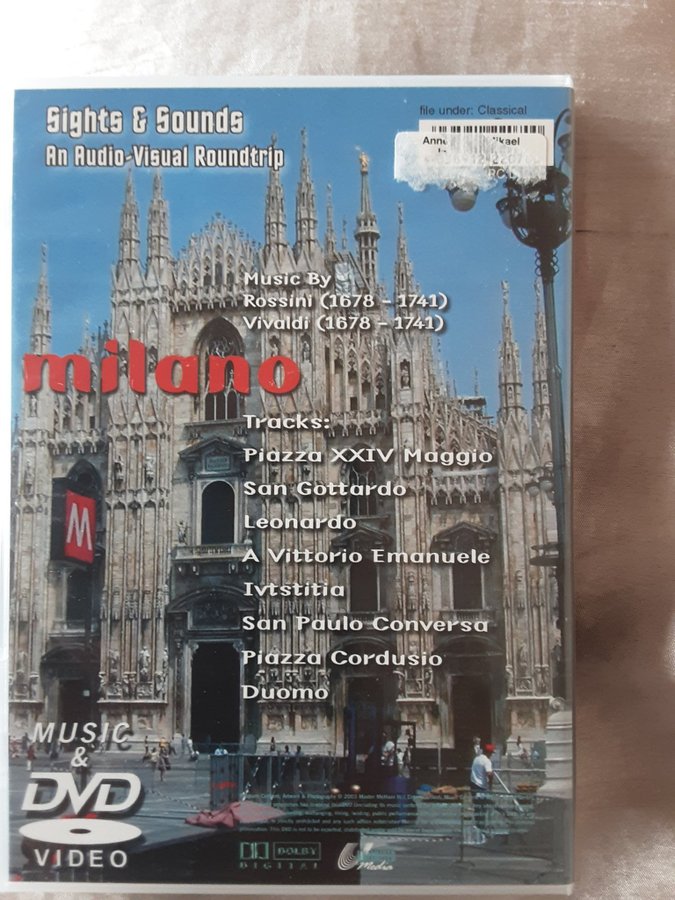 Sights & Sounds
An Audio-Visual Roundtrip
file under: Classical
Music By
Rossini (1678 - 1741)
Vivaldi (1678 - 1741)
milano
Tracks:
Piazza XXIV Maggio
San Gottardo
Leonardo
A Vittorio Emanuele
Ivtstitia
San Paulo Conversa
Piazza Cordusio
Duomo
M
MUSIC
&
DVD
VIDEO
DOLBY
DIGITAL
Media